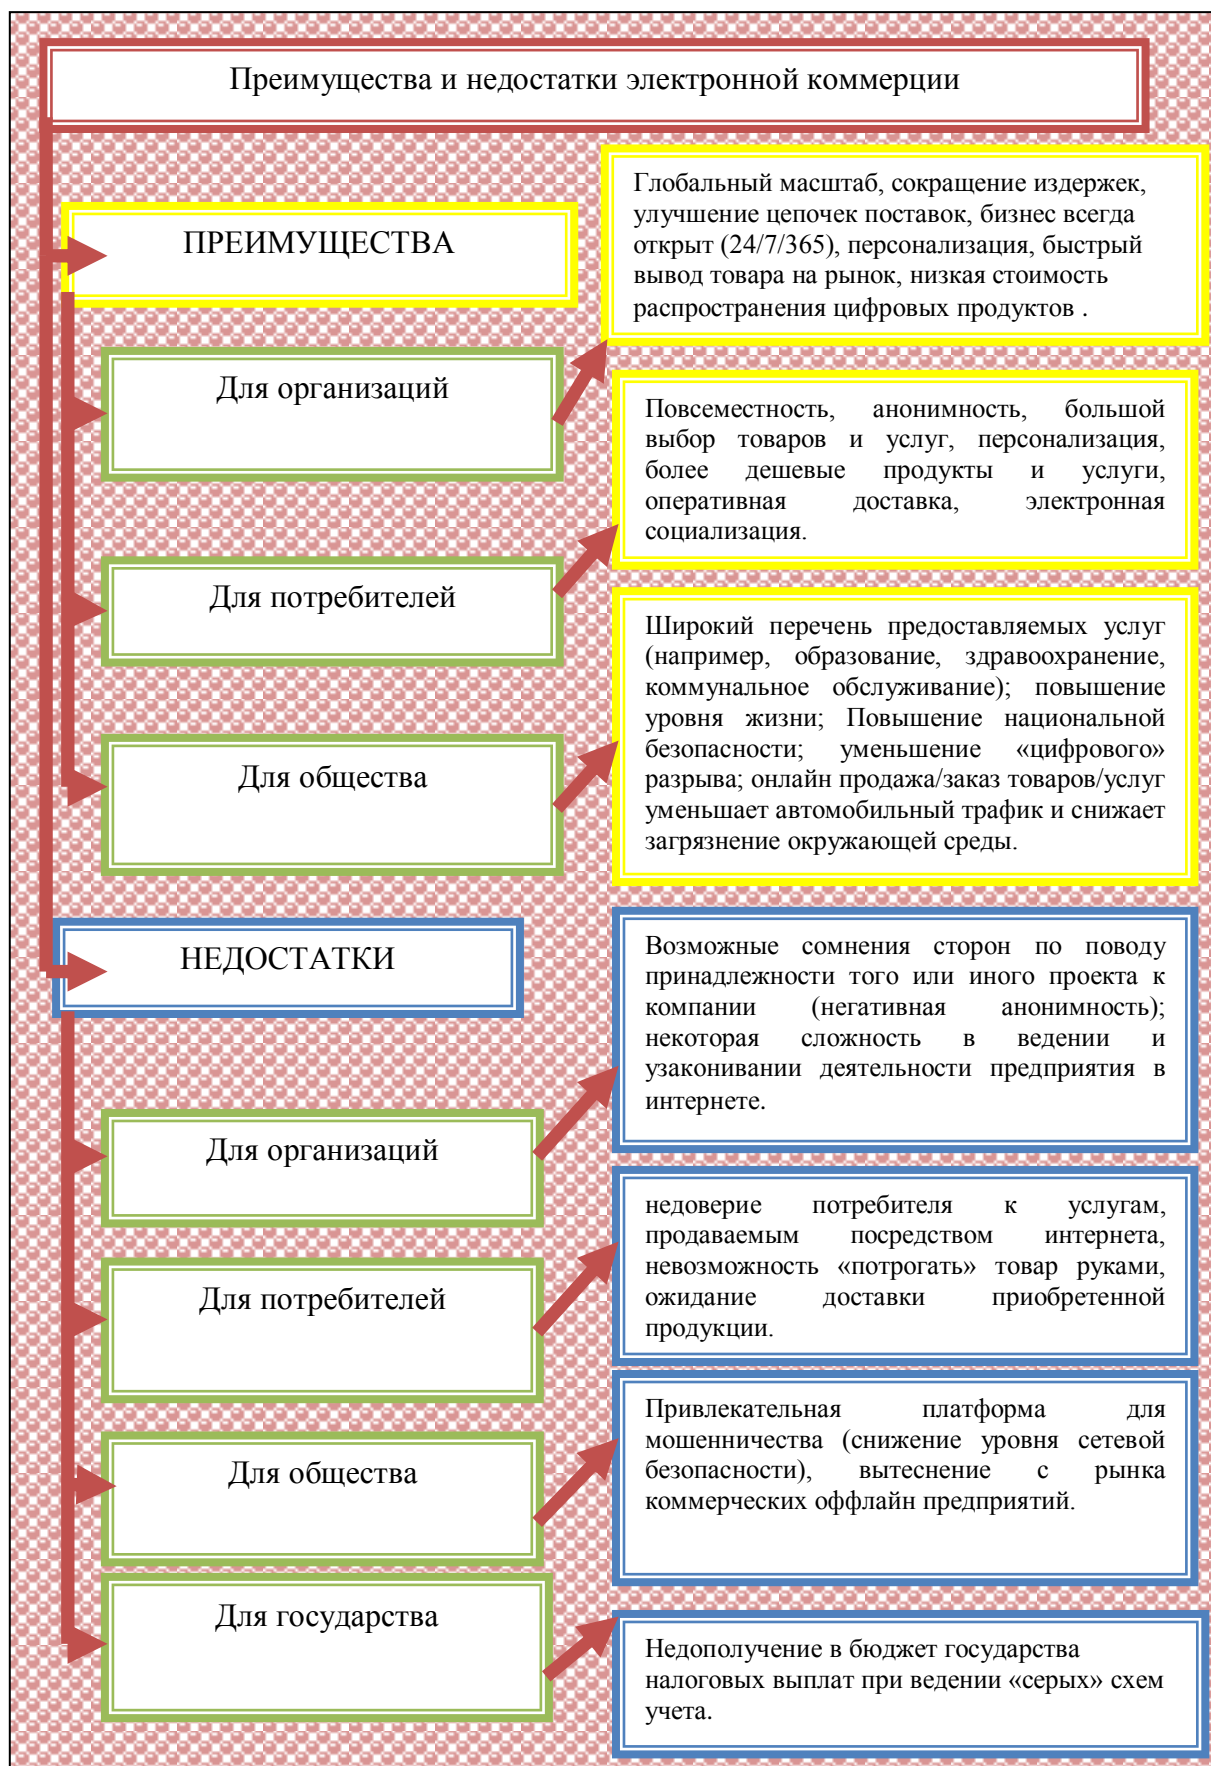 Преимущества и недостатки электронной коммерции
ПРЕИМУЩЕСТВА
Глобальный масштаб, сокращение издержек,
улучшение цепочек поставок, бизнес всегда
открыт (24/7/365), персонализация, быстрый
вывод товара на рынок, низкая стоимость
распространения цифровых продуктов .
Для организаций
Повсеместность, анонимность, большой
выбор товаров и услуг, персонализация,
более дешевые продукты и услуги,
оперативная доставка, электронная
социализация.
Для потребителей
Широкий перечень предоставляемых услуг
(например, образование, здравоохранение,
коммунальное обслуживание); повышение
уровня жизни; Повышение национальной
безопасности; уменьшение «цифрового»
разрыва; онлайн продажа/заказ товаров/услуг
уменьшает автомобильный трафик и снижает
загрязнение окружающей среды.
Для общества
НЕДОСТАТКИ
Возможные сомнения сторон по поводу
принадлежности того или иного проекта к
компании (негативная анонимность);
некоторая сложность в ведении и
узаконивании деятельности предприятия в
интернете.
Для организаций
недоверие потребителя к услугам,
продаваемым посредством интернета,
невозможность «потрогать» товар руками,
ожидание доставки приобретенной
продукции.
Для потребителей
Привлекательная платформа для
мошенничества (снижение уровня сетевой
безопасности), вытеснение с рынка
коммерческих оффлайн предприятий.
Для общества
Для государства
Недополучение в бюджет государства
налоговых выплат при ведении «серых» схем
учета.